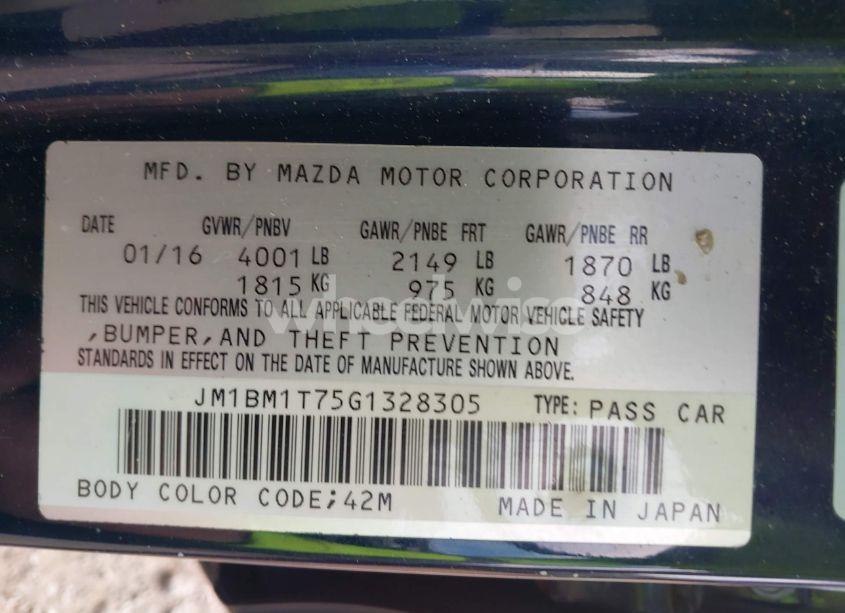 MFD. BY MAZDA MOTOR CORPORATION
DATE GVWR/PNBV GAWR/PNBE FRT GAWR/PNBE RR
01/16 4001 LB 2149 LB 1870 LB
1815 KG 975 KG 848 KG
THIS VEHICLE CONFORMS TO ALL APPLICABLE FEDERAL MOTOR VEHICLE SAFETY
,BUMPER,AND THEFT PREVENTION
STANDARDS IN EFFECT ON THE DATE OF MANUFACTURE SHOWN ABOVE.
JM1BM1T75G1328305 TYPE: PASS CAR
BODY COLOR CODE;42M MADE IN JAPAN
wheelwise